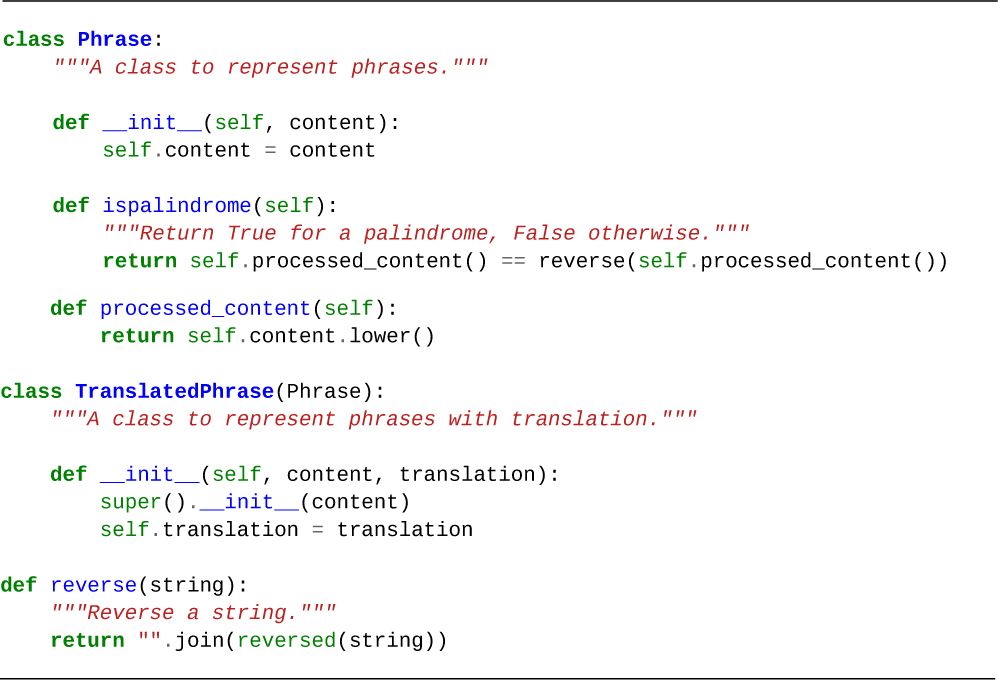 class Phrase:
    """A class to represent phrases."""

    def __init__(self, content):
        self.content = content

    def ispalindrome(self):
        """Return True for a palindrome, False otherwise."""
        return self.processed_content() == reverse(self.processed_content())

    def processed_content(self):
        return self.content.lower()

class TranslatedPhrase(Phrase):
    """A class to represent phrases with translation."""

    def __init__(self, content, translation):
        super().__init__(content)
        self.translation = translation

def reverse(string):
    """Reverse a string."""
    return "".join(reversed(string))